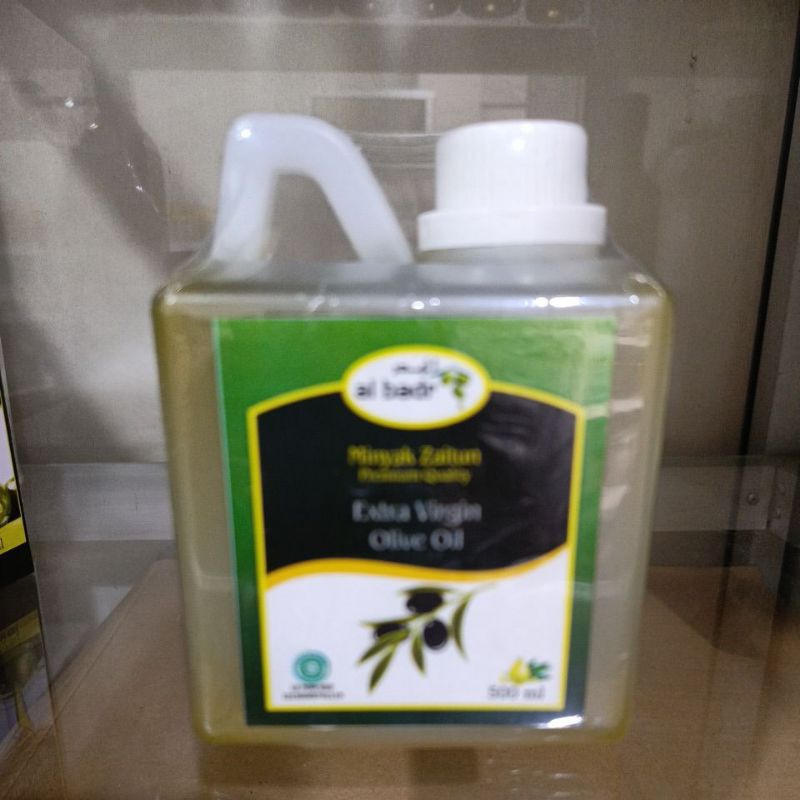 al badr
Minyak Zaitun
Premium Quality
Extra Virgin
Olive Oil
500 ml